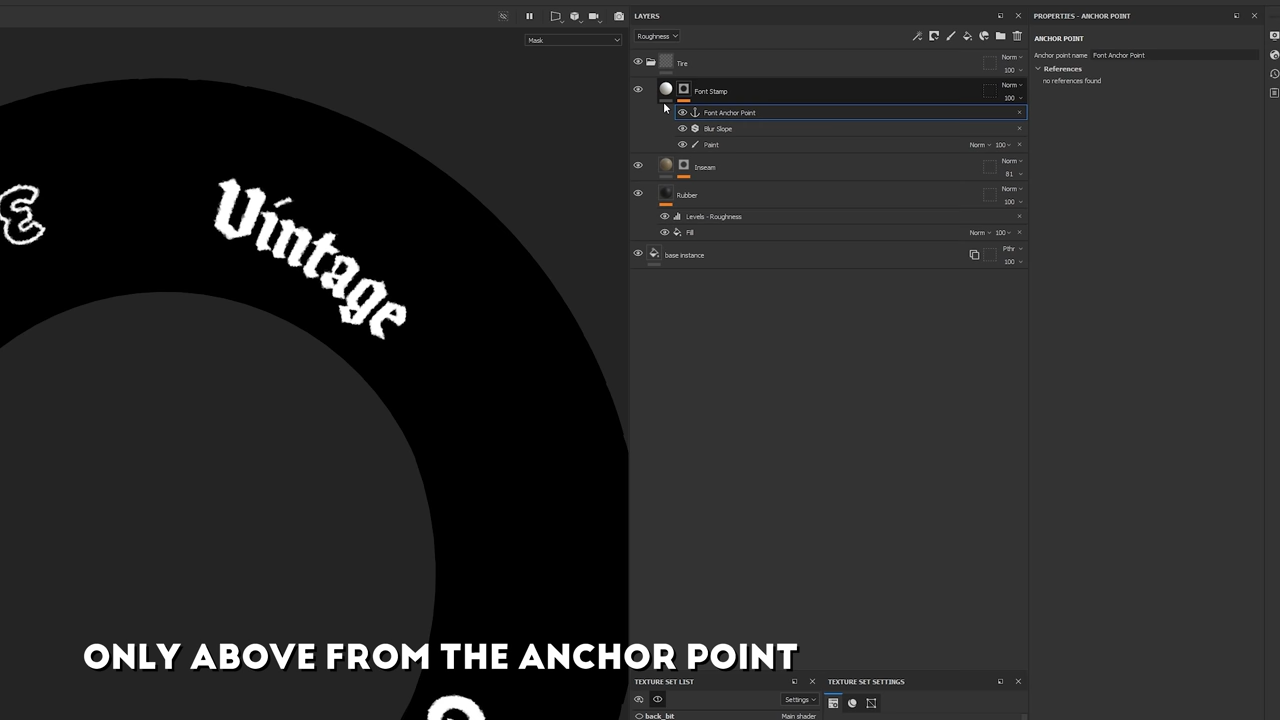 LAYERS
PROPERTIES - ANCHOR POINT
Mask
Roughness
ANCHOR POINT
Anchor point name Font Anchor Point
References
no references found
Tire
Norm
100
Font Stamp
Norm
100
Font Anchor Point
Blur Slope
Paint Norm 100
Inseam
Norm
81
Rubber
Norm
100
Levels - Roughness
Fill Norm 100
base instance
Pthr
100
Vintage
E
ONLY ABOVE FROM THE ANCHOR POINT
TEXTURE SET LIST
TEXTURE SET SETTINGS
Settings
back_bit Main shader